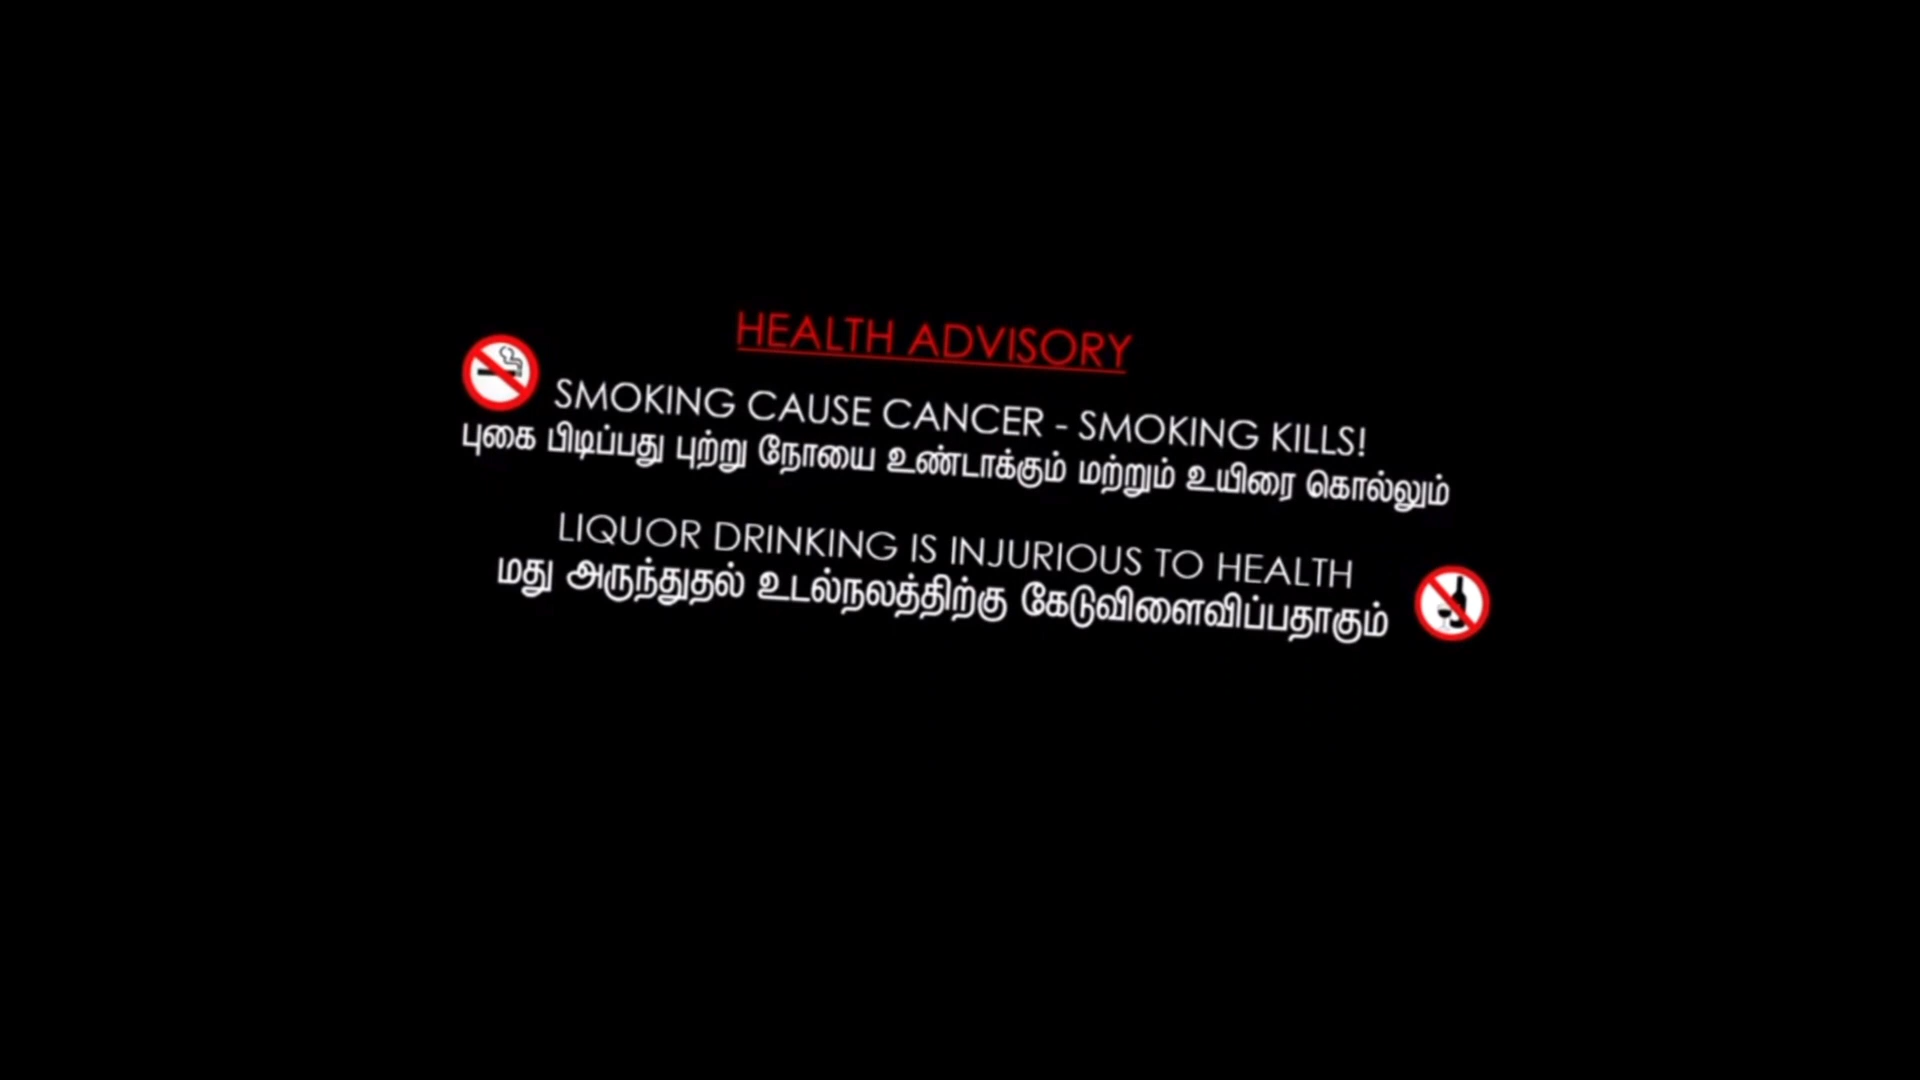 HEALTH ADVISORY
SMOKING CAUSE CANCER - SMOKING KILLS!
புகை பிடிப்பது புற்று நோயை உண்டாக்கும் மற்றும் உயிரை கொல்லும்
LIQUOR DRINKING IS INJURIOUS TO HEALTH
மது அருந்துதல் உடல்நலத்திற்கு கேடுவிளைவிப்பதாகும்